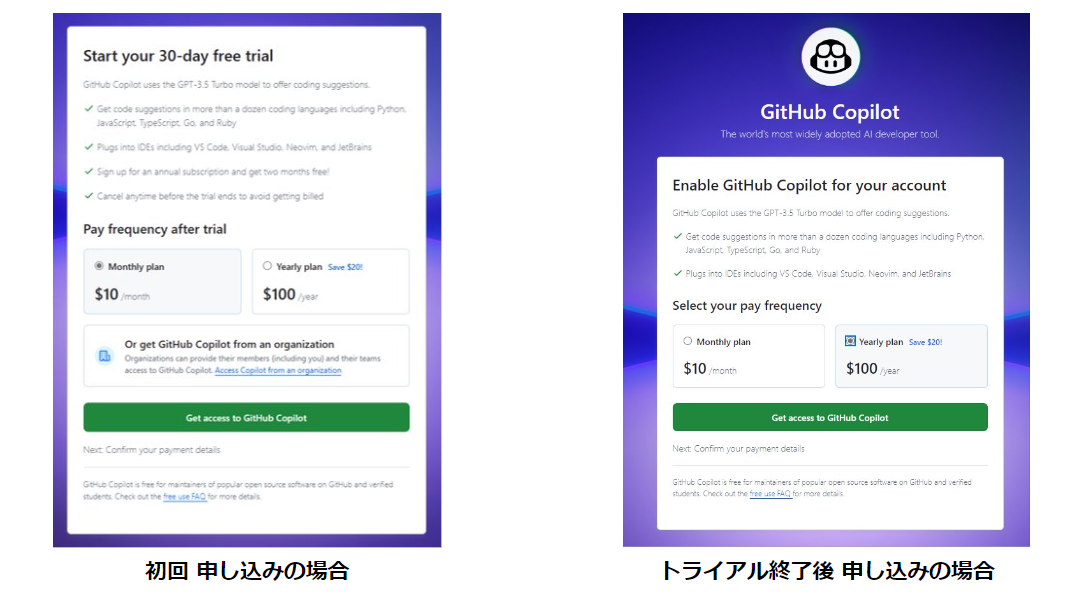 Start your 30-day free trial
GitHub Copilot uses the GPT-3.5 Turbo model to offer coding suggestions.
Get code suggestions in more than a dozen coding languages including Python,
JavaScript, TypeScript, Go, and Ruby
Plugs into IDEs including VS Code, Visual Studio, Neovim, and JetBrains
Sign up for an annual subscription and get two months free!
Cancel anytime before the trial ends to avoid getting billed
Pay frequency after trial
Monthly plan
$10 /month
Yearly plan Save $20!
$100 /year
Or get GitHub Copilot from an organization
Organizations can provide their members (including you) and their teams
access to GitHub Copilot. Access Copilot from an organization
Get access to GitHub Copilot
Next: Confirm your payment details
GitHub Copilot is free for maintainers of popular open source software on GitHub and verified
students. Check out the free use FAQ for more details.
初回 申し込みの場合
GitHub Copilot
The world's most widely adopted AI developer tool.
Enable GitHub Copilot for your account
GitHub Copilot uses the GPT-3.5 Turbo model to offer coding suggestions.
Get code suggestions in more than a dozen coding languages including Python,
JavaScript, TypeScript, Go, and Ruby
Plugs into IDEs including VS Code, Visual Studio, Neovim, and JetBrains
Select your pay frequency
Monthly plan
$10 /month
Yearly plan Save $20!
$100 /year
Get access to GitHub Copilot
Next: Confirm your payment details
GitHub Copilot is free for maintainers of popular open source software on GitHub and verified
students. Check out the free use FAQ for more details.
トライアル終了後 申し込みの場合